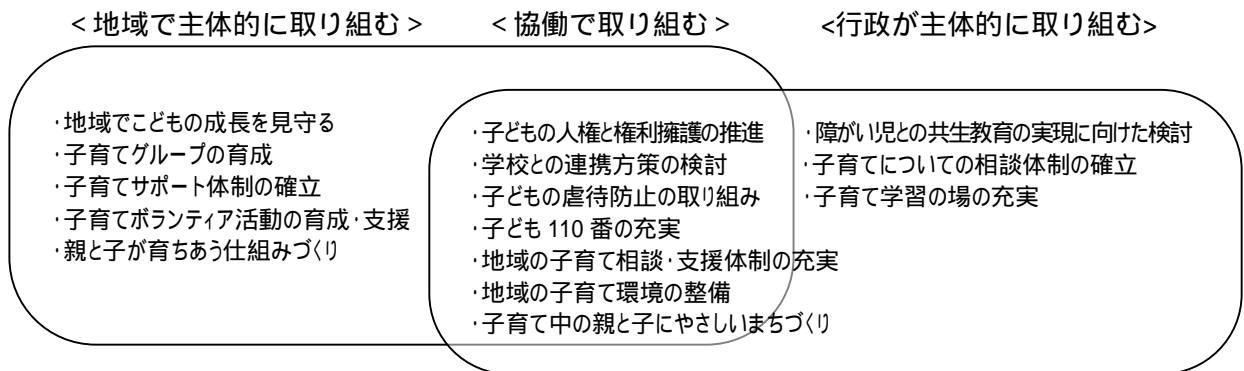 <地域で主体的に取り組む>
・地域でこどもの成長を見守る
・子育てグループの育成
・子育てサポート体制の確立
・子育てボランティア活動の育成・支援
・親と子が育ちあう仕組みづくり
<協働で取り組む>
・子どもの人権と権利擁護の推進
・学校との連携方策の検討
・子どもの虐待防止の取り組み
・子ども 110 番の充実
・地域の子育て相談・支援体制の充実
・地域の子育て環境の整備
・子育て中の親と子にやさしいまちづくり
<行政が主体的に取り組む>
・障がい児との共生教育の実現に向けた検討
・子育てについての相談体制の確立
・子育て学習の場の充実